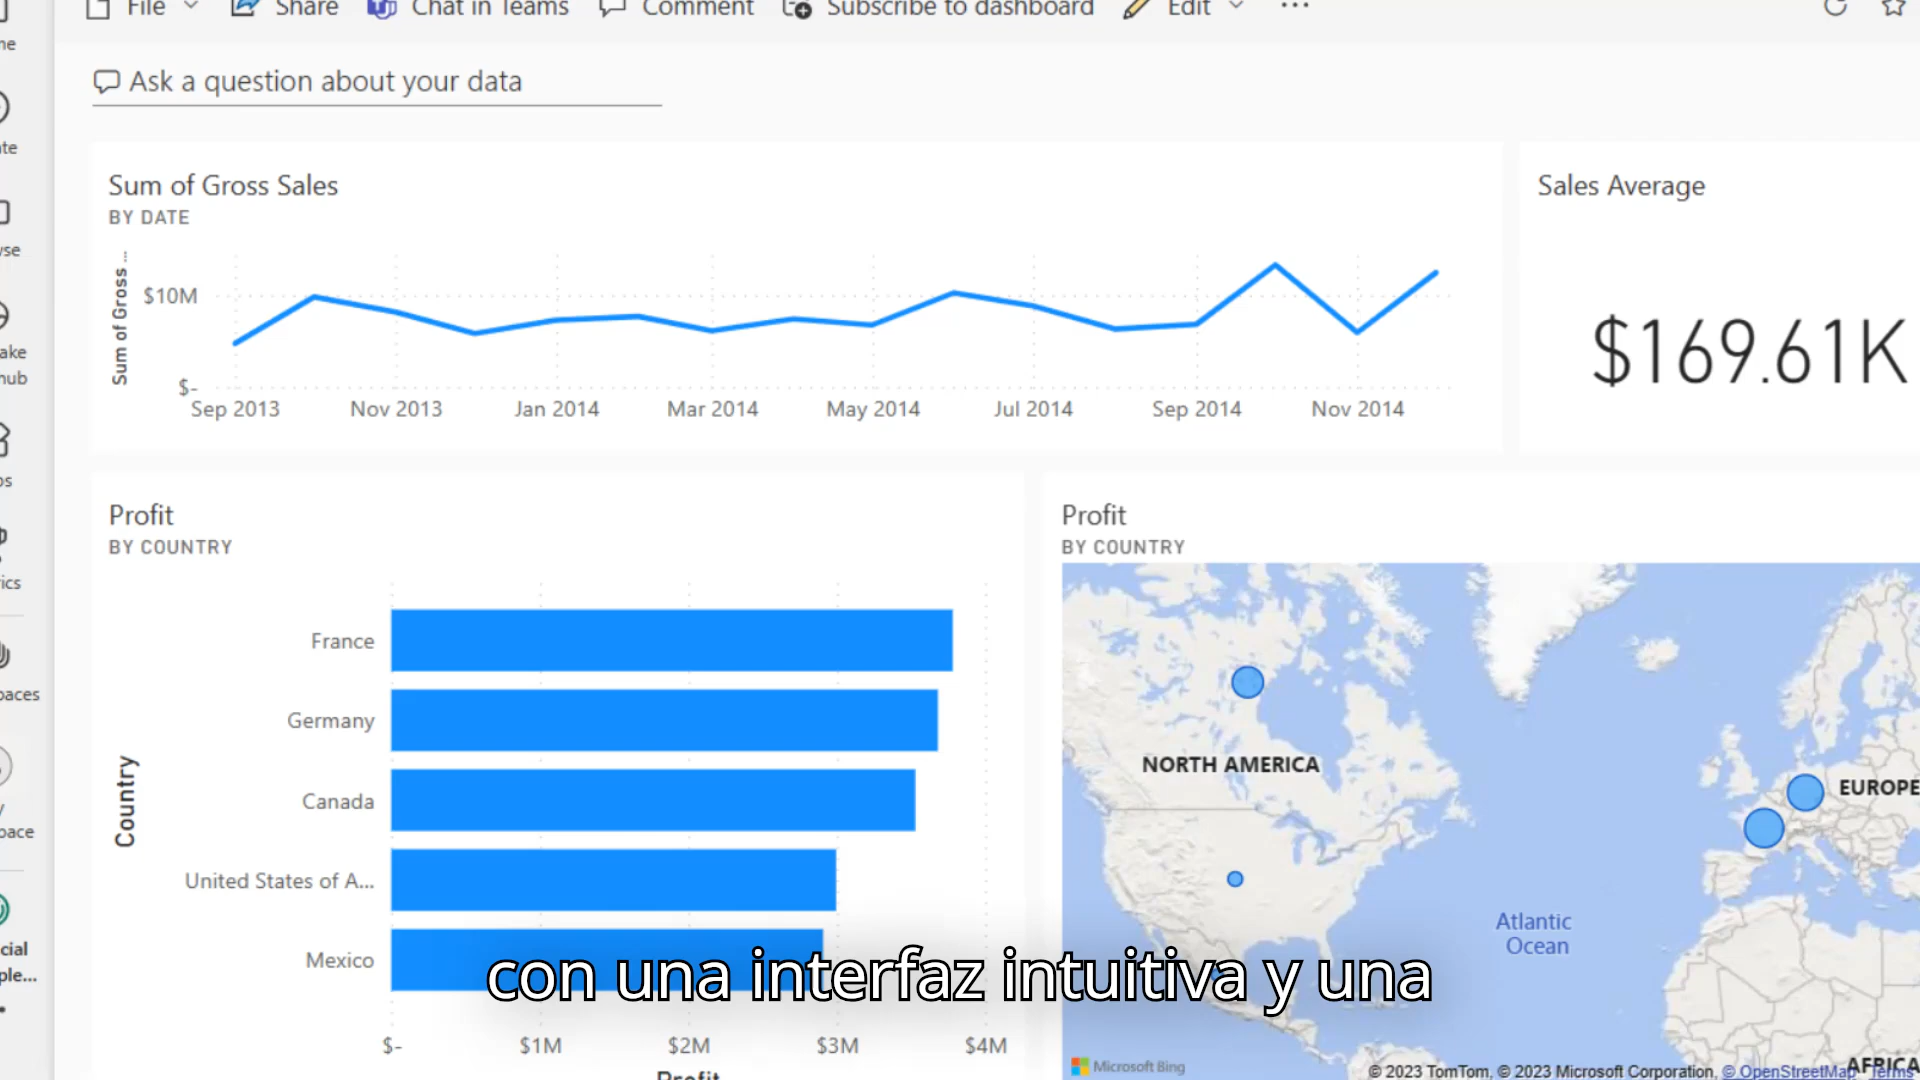 File Share Chat in Teams Comment Subscribe to dashboard Edit ...
Ask a question about your data
Sum of Gross Sales
BY DATE
Sum of Gross ...
$10M
$-
Sep 2013 Nov 2013 Jan 2014 Mar 2014 May 2014 Jul 2014 Sep 2014 Nov 2014
Sales Average
$169.61K
Profit
BY COUNTRY
Country
France
Germany
Canada
United States of A...
Mexico
$- $1M $2M $3M $4M
Profit
Profit
BY COUNTRY
NORTH AMERICA
EUROPE
Atlantic
Ocean
AFRICA
Microsoft Bing
© 2023 TomTom, © 2023 Microsoft Corporation, © OpenStreetMap Terms
con una interfaz intuitiva y una